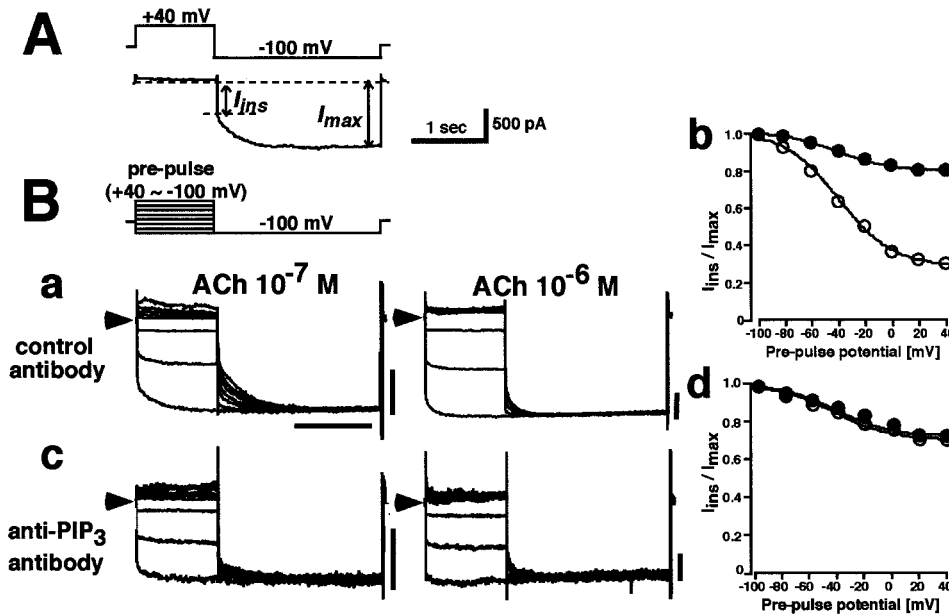 A
+40 mV
-100 mV
Iins
Imax
1 sec
500 pA
B
pre-pulse
(+40 ~ -100 mV)
-100 mV
a
ACh 10-7 M
ACh 10-6 M
control
antibody
c
anti-PIP3
antibody
b
1.0
0.8
0.6
0.4
0.2
0
Iins / Imax
-100 -80 -60 -40 -20 0 20 40
Pre-pulse potential [mV]
d
1.0
0.8
0.6
0.4
0.2
0
Iins / Imax
-100 -80 -60 -40 -20 0 20 40
Pre-pulse potential [mV]